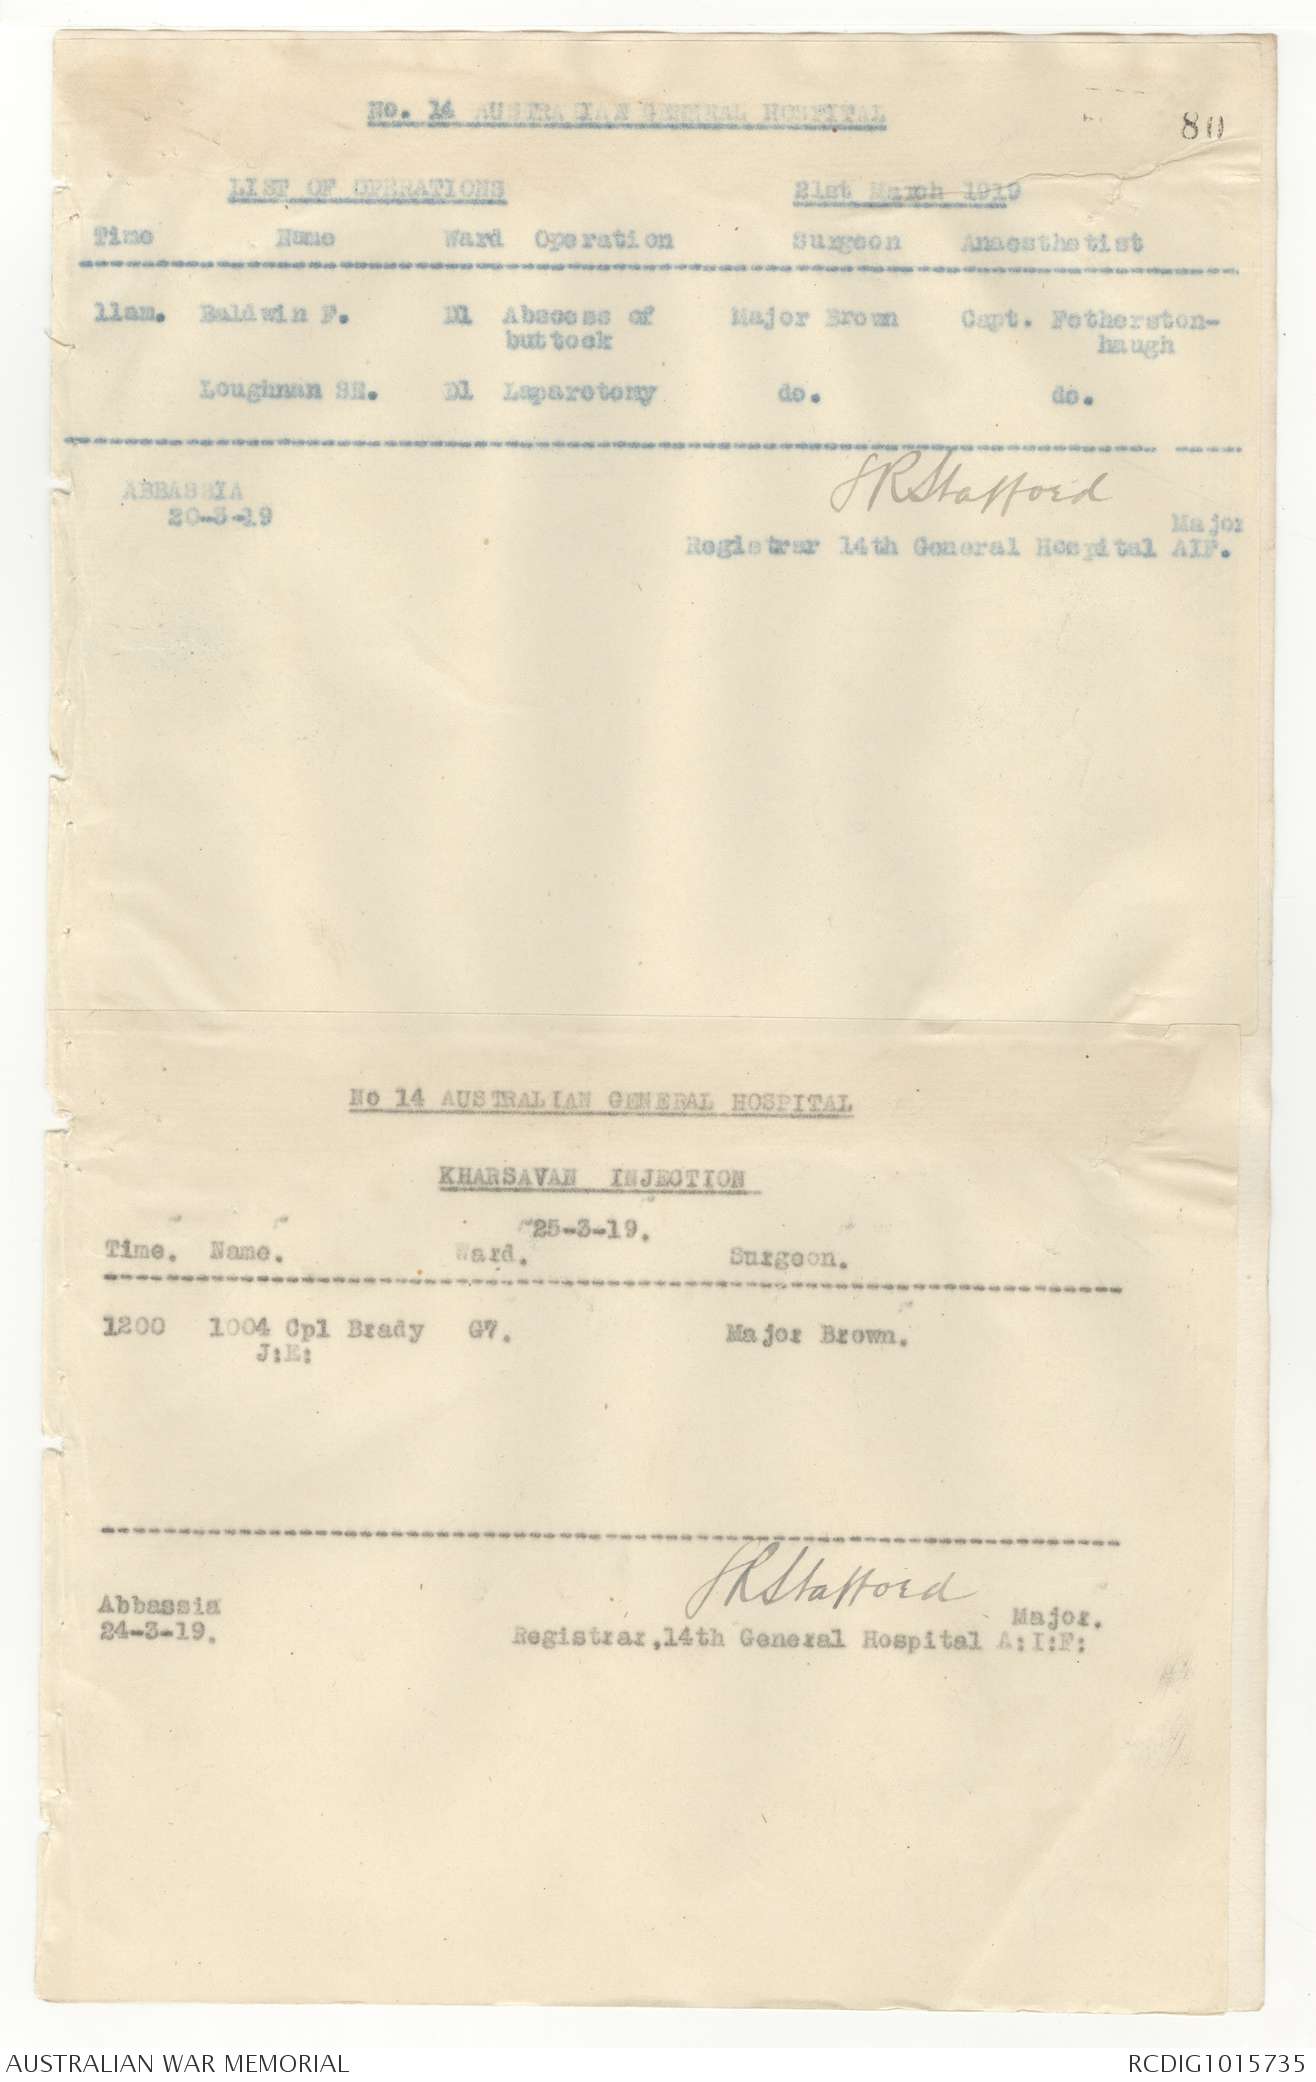 80
No. 14 AUSTRALIAN GENERAL HOSPITAL
LIST OF OPERATIONS 21st March 1919
Time Name Ward Operation Surgeon Anaesthetist
11am. Baldwin F. D1 Abscess of Major Brown Capt. Fetherston-
buttock haugh
Loughnan SE. D1 Laparotomy do. do.
ABBASSIA
20-3-19
SRStafford
Major
Registrar 14th General Hospital AIF.
No 14 AUSTRALIAN GENERAL HOSPITAL
KHARSAVAN INJECTION
25-3-19.
Time. Name. Ward. Surgeon.
1200 1004 Cpl Brady G7. Major Brown.
J:E:
SRStafford
Abbassia Major.
24-3-19. Registrar,14th General Hospital A:I:F:
AUSTRALIAN WAR MEMORIAL RCDIG1015735